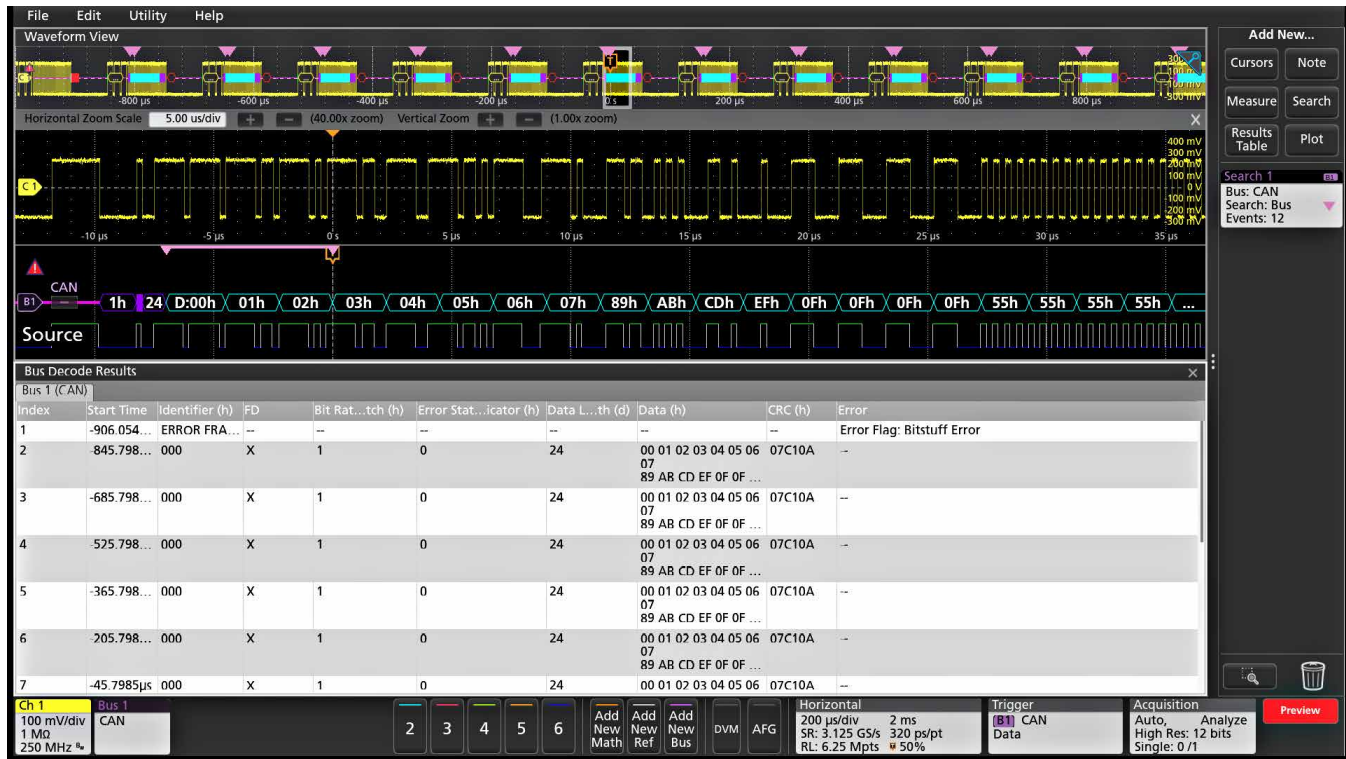 File Edit Utility Help
Waveform View
Add New...
Cursors Note
Measure Search
Results Table Plot
-800 µs -600 µs -400 µs -200 µs 0 s 200 µs 400 µs 600 µs 800 µs
Horizontal Zoom Scale 5.00 us/div + − (40.00x zoom) Vertical Zoom + − (1.00x zoom) X
Search 1 B1
Bus: CAN
Search: Bus
Events: 12
400 mV
300 mV
200 mV
100 mV
0 V
-100 mV
-200 mV
-300 mV
C 1
-10 µs -5 µs 0 s 5 µs 10 µs 15 µs 20 µs 25 µs 30 µs 35 µs
CAN
B1 1h 24 D:00h 01h 02h 03h 04h 05h 06h 07h 89h ABh CDh EFh 0Fh 0Fh 0Fh 0Fh 55h 55h 55h 55h ...
Source
Bus Decode Results
Bus 1 (CAN)
Index Start Time Identifier (h) FD Bit Rat...tch (h) Error Stat...icator (h) Data L...th (d) Data (h) CRC (h) Error
1 -906.054... ERROR FRA... -- -- -- -- -- -- Error Flag: Bitstuff Error
2 -845.798... 000 X 1 0 24 00 01 02 03 04 05 06 07C10A --
07
89 AB CD EF 0F 0F ...
3 -685.798... 000 X 1 0 24 00 01 02 03 04 05 06 07C10A --
07
89 AB CD EF 0F 0F ...
4 -525.798... 000 X 1 0 24 00 01 02 03 04 05 06 07C10A --
07
89 AB CD EF 0F 0F ...
5 -365.798... 000 X 1 0 24 00 01 02 03 04 05 06 07C10A --
07
89 AB CD EF 0F 0F ...
6 -205.798... 000 X 1 0 24 00 01 02 03 04 05 06 07C10A --
07
89 AB CD EF 0F 0F ...
7 -45.7985µs 000 X 1 0 24 00 01 02 03 04 05 06 07C10A --
Ch 1
100 mV/div
1 MΩ
250 MHz
Bus 1
CAN
2 3 4 5 6
Add New Math
Add New Ref
Add New Bus
DVM AFG
Horizontal
200 µs/div 2 ms
SR: 3.125 GS/s 320 ps/pt
RL: 6.25 Mpts 50%
Trigger
B1 CAN
Data
Acquisition
Auto, Analyze
High Res: 12 bits
Single: 0 /1
Preview